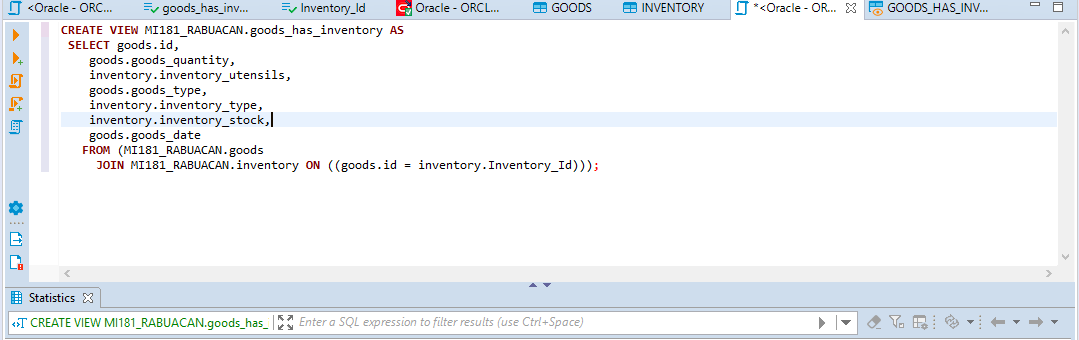 <Oracle - ORC...
goods_has_inv...
Inventory_Id
Oracle - ORCL...
GOODS
INVENTORY
*<Oracle - OR...
GOODS_HAS_INV...
CREATE VIEW MI181_RABUACAN.goods_has_inventory AS
SELECT goods.id,
goods.goods_quantity,
inventory.inventory_utensils,
goods.goods_type,
inventory.inventory_type,
inventory.inventory_stock,
goods.goods_date
FROM (MI181_RABUACAN.goods
JOIN MI181_RABUACAN.inventory ON ((goods.id = inventory.Inventory_Id)));
Statistics
CREATE VIEW MI181_RABUACAN.goods_has_
Enter a SQL expression to filter results (use Ctrl+Space)